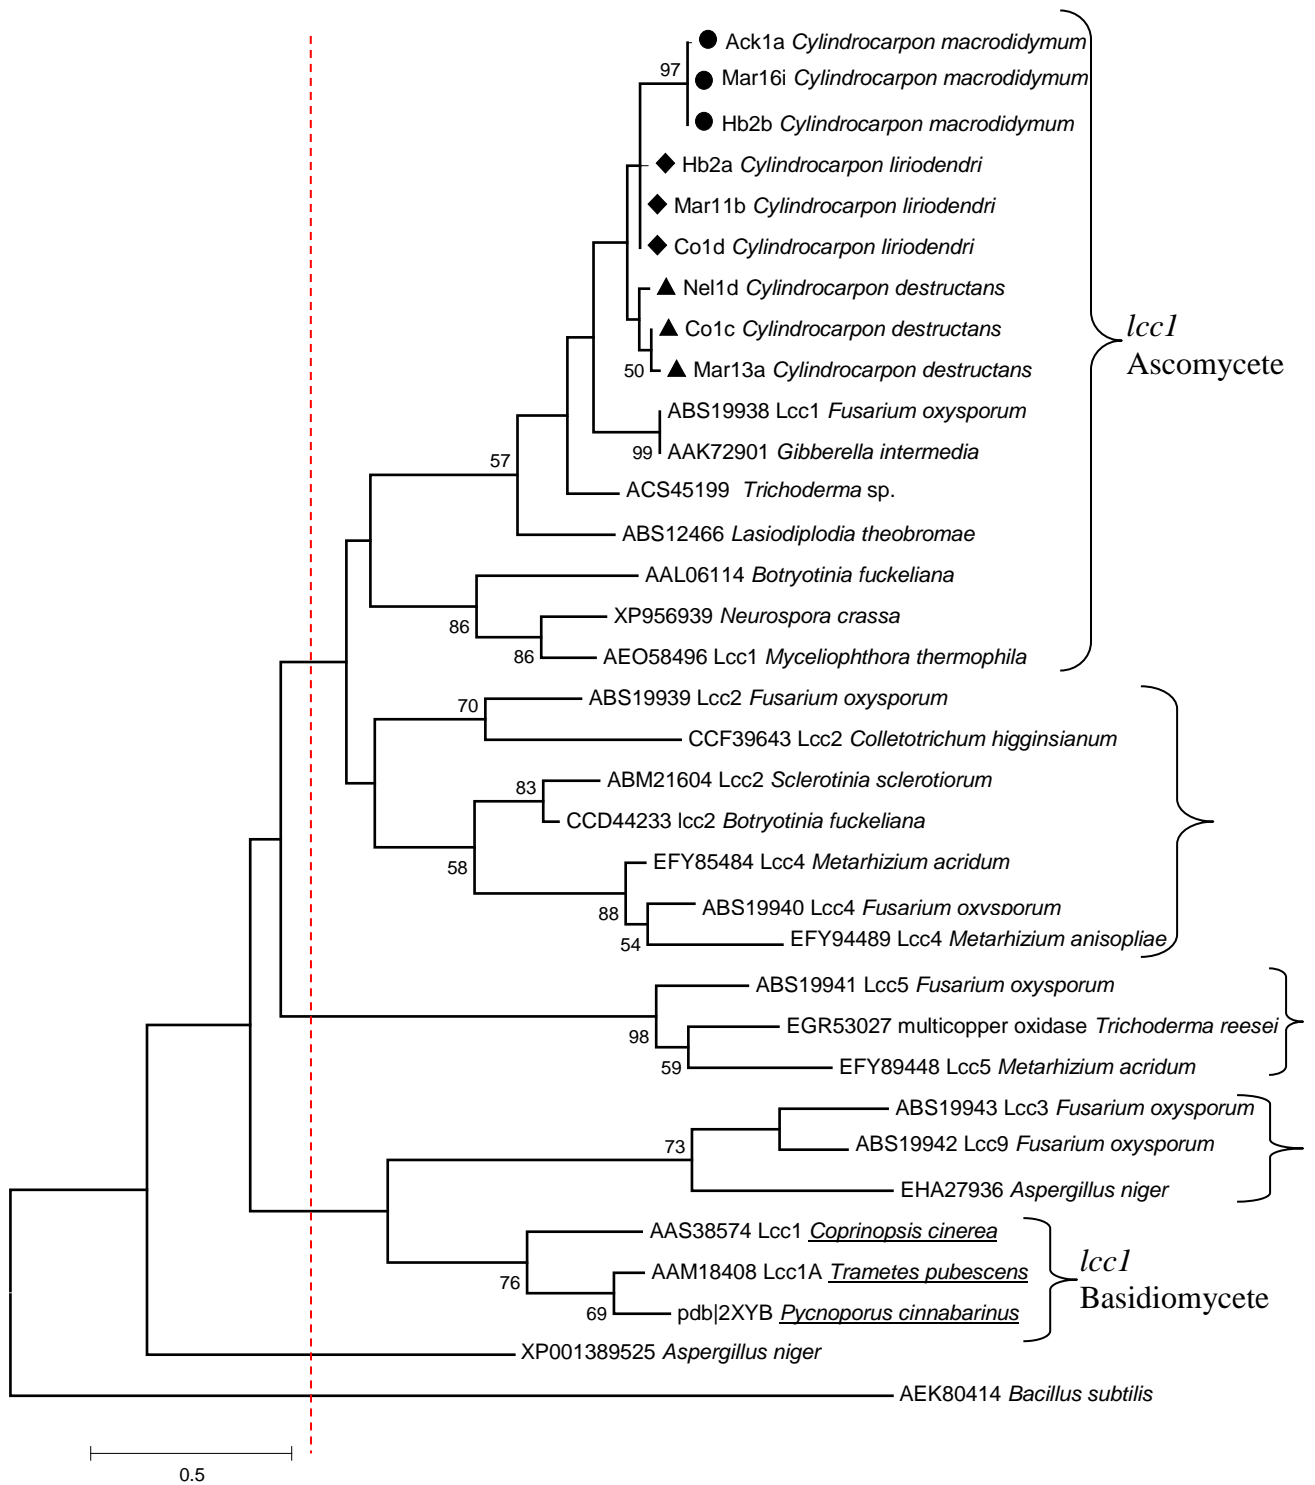 Ack1a Cylindrocarpon macrodidymum
97
Mar16i Cylindrocarpon macrodidymum
Hb2b Cylindrocarpon macrodidymum
Hb2a Cylindrocarpon liriodendri
Mar11b Cylindrocarpon liriodendri
Co1d Cylindrocarpon liriodendri
Nel1d Cylindrocarpon destructans
Co1c Cylindrocarpon destructans
50
Mar13a Cylindrocarpon destructans
lcc1
Ascomycete
ABS19938 Lcc1 Fusarium oxysporum
99
AAK72901 Gibberella intermedia
57
ACS45199 Trichoderma sp.
ABS12466 Lasiodiplodia theobromae
AAL06114 Botryotinia fuckeliana
86
XP956939 Neurospora crassa
86
AEO58496 Lcc1 Myceliophthora thermophila
70
ABS19939 Lcc2 Fusarium oxysporum
CCF39643 Lcc2 Colletotrichum higginsianum
83
ABM21604 Lcc2 Sclerotinia sclerotiorum
CCD44233 lcc2 Botryotinia fuckeliana
58
EFY85484 Lcc4 Metarhizium acridum
88
ABS19940 Lcc4 Fusarium oxysporum
54
EFY94489 Lcc4 Metarhizium anisopliae
ABS19941 Lcc5 Fusarium oxysporum
98
EGR53027 multicopper oxidase Trichoderma reesei
59
EFY89448 Lcc5 Metarhizium acridum
ABS19943 Lcc3 Fusarium oxysporum
73
ABS19942 Lcc9 Fusarium oxysporum
EHA27936 Aspergillus niger
AAS38574 Lcc1 Coprinopsis cinerea
76
AAM18408 Lcc1A Trametes pubescens
69
pdb|2XYB Pycnoporus cinnabarinus
lcc1
Basidiomycete
XP001389525 Aspergillus niger
AEK80414 Bacillus subtilis
0.5